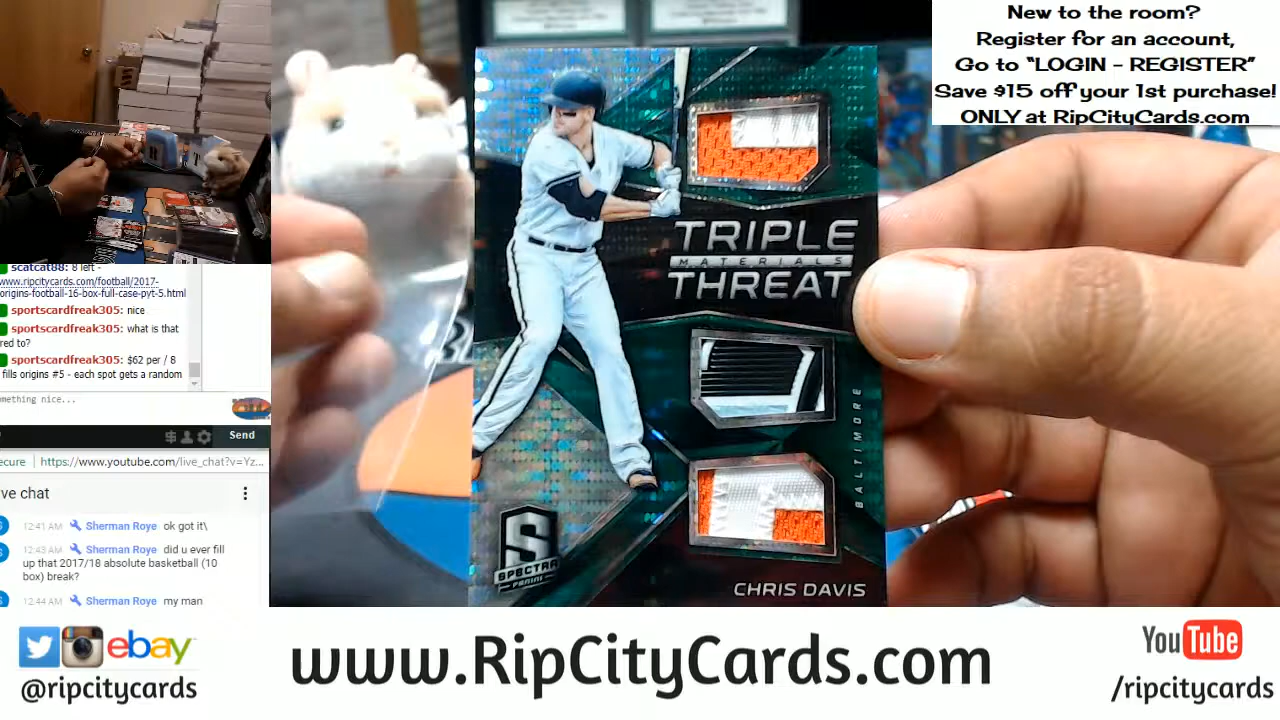 New to the room?
Register for an account,
Go to “LOGIN - REGISTER”
Save $15 off your 1st purchase!
ONLY at RipCityCards.com
scatcat88: 8 left -
www.ripcitycards.com/football/2017-
origins-football-16-box-full-case-pyt-5.html
sportscardfreak305: nice
sportscardfreak305: what is that
red to?
sportscardfreak305: $62 per / 8
fills origins #5 - each spot gets a random
omething nice...
Send
ecure https://www.youtube.com/live_chat?v=Yz...
ve chat
12:41 AM Sherman Roye ok got it\
12:43 AM Sherman Roye did u ever fill
up that 2017/18 absolute basketball (10
box) break?
12:44 AM Sherman Roye my man
TRIPLE
MATERIALS
THREAT
BALTIMORE
S
SPECTRA
PANINI
CHRIS DAVIS
ebay
@ripcitycards
www.RipCityCards.com
YouTube
/ripcitycards